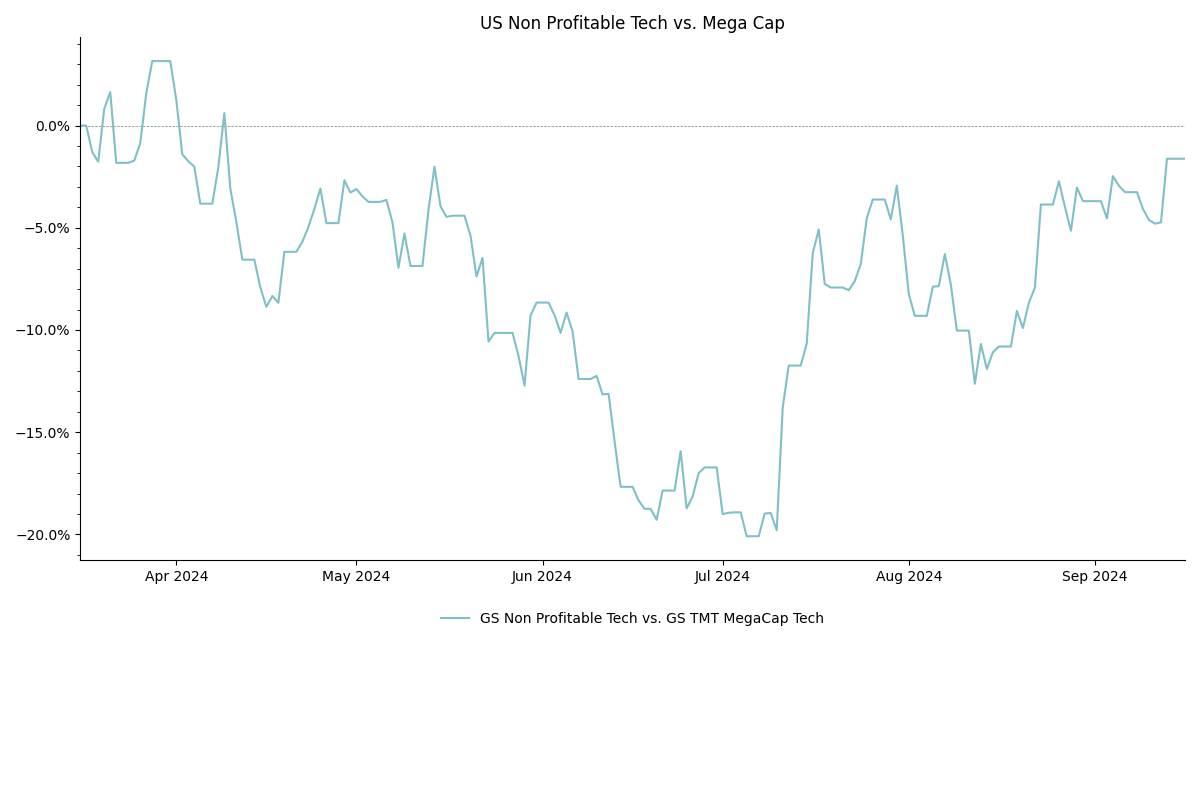 US Non Profitable Tech vs. Mega Cap
0.0%
−5.0%
−10.0%
−15.0%
−20.0%
Apr 2024
May 2024
Jun 2024
Jul 2024
Aug 2024
Sep 2024
GS Non Profitable Tech vs. GS TMT MegaCap Tech